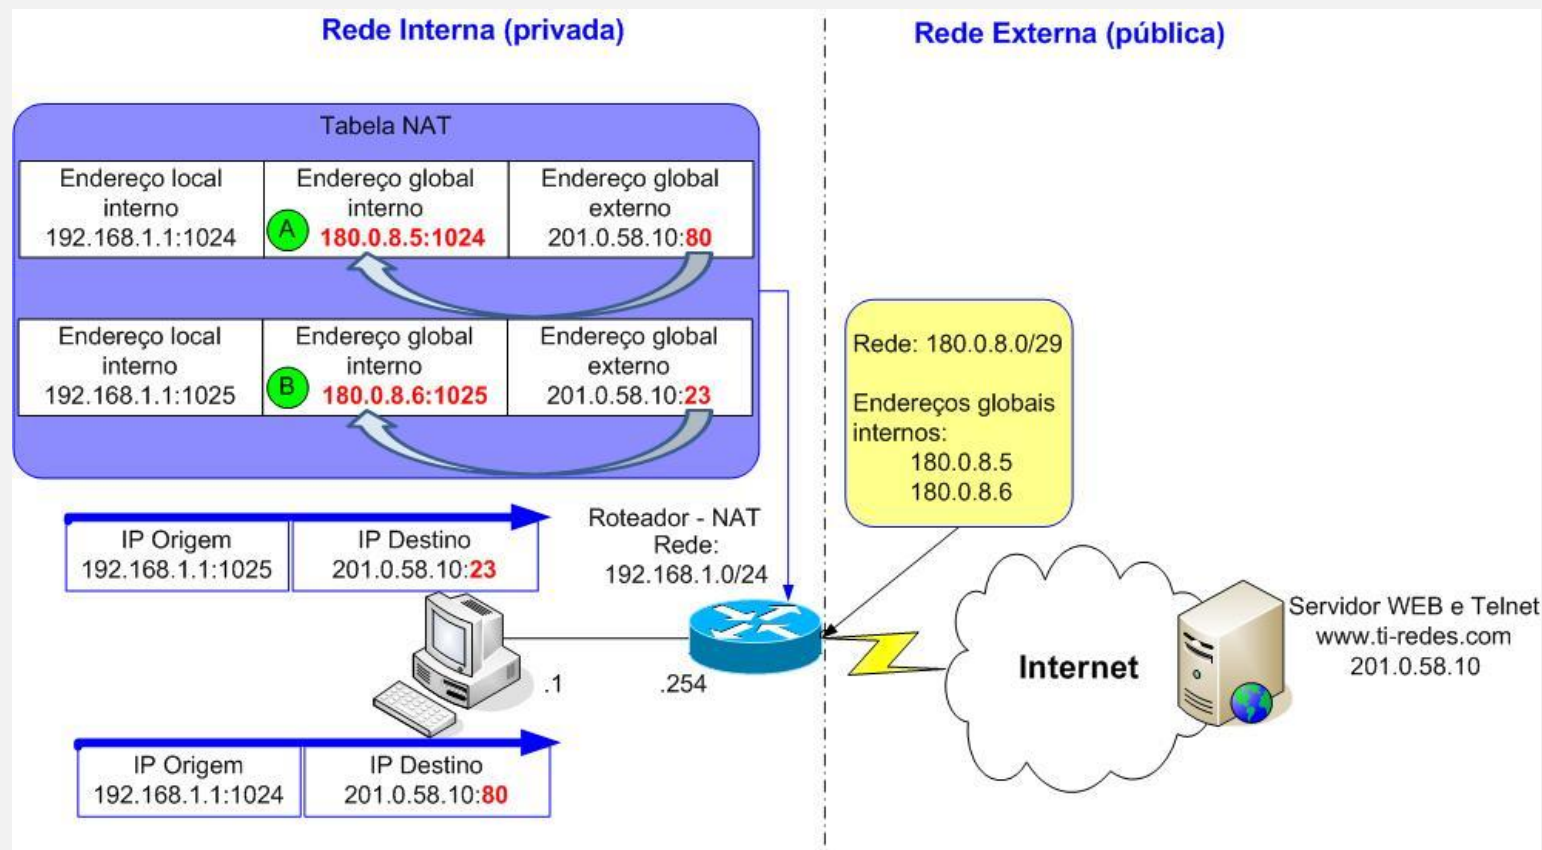 Rede Interna (privada)
Rede Externa (pública)
Tabela NAT
Endereço local
interno
192.168.1.1:1024
Endereço global
interno
A
180.0.8.5:1024
Endereço global
externo
201.0.58.10:80
Endereço local
interno
192.168.1.1:1025
Endereço global
interno
B
180.0.8.6:1025
Endereço global
externo
201.0.58.10:23
Rede: 180.0.8.0/29
Endereços globais
internos:
180.0.8.5
180.0.8.6
IP Origem
192.168.1.1:1025
IP Destino
201.0.58.10:23
Roteador - NAT
Rede:
192.168.1.0/24
.1
.254
Internet
Servidor WEB e Telnet
www.ti-redes.com
201.0.58.10
IP Origem
192.168.1.1:1024
IP Destino
201.0.58.10:80